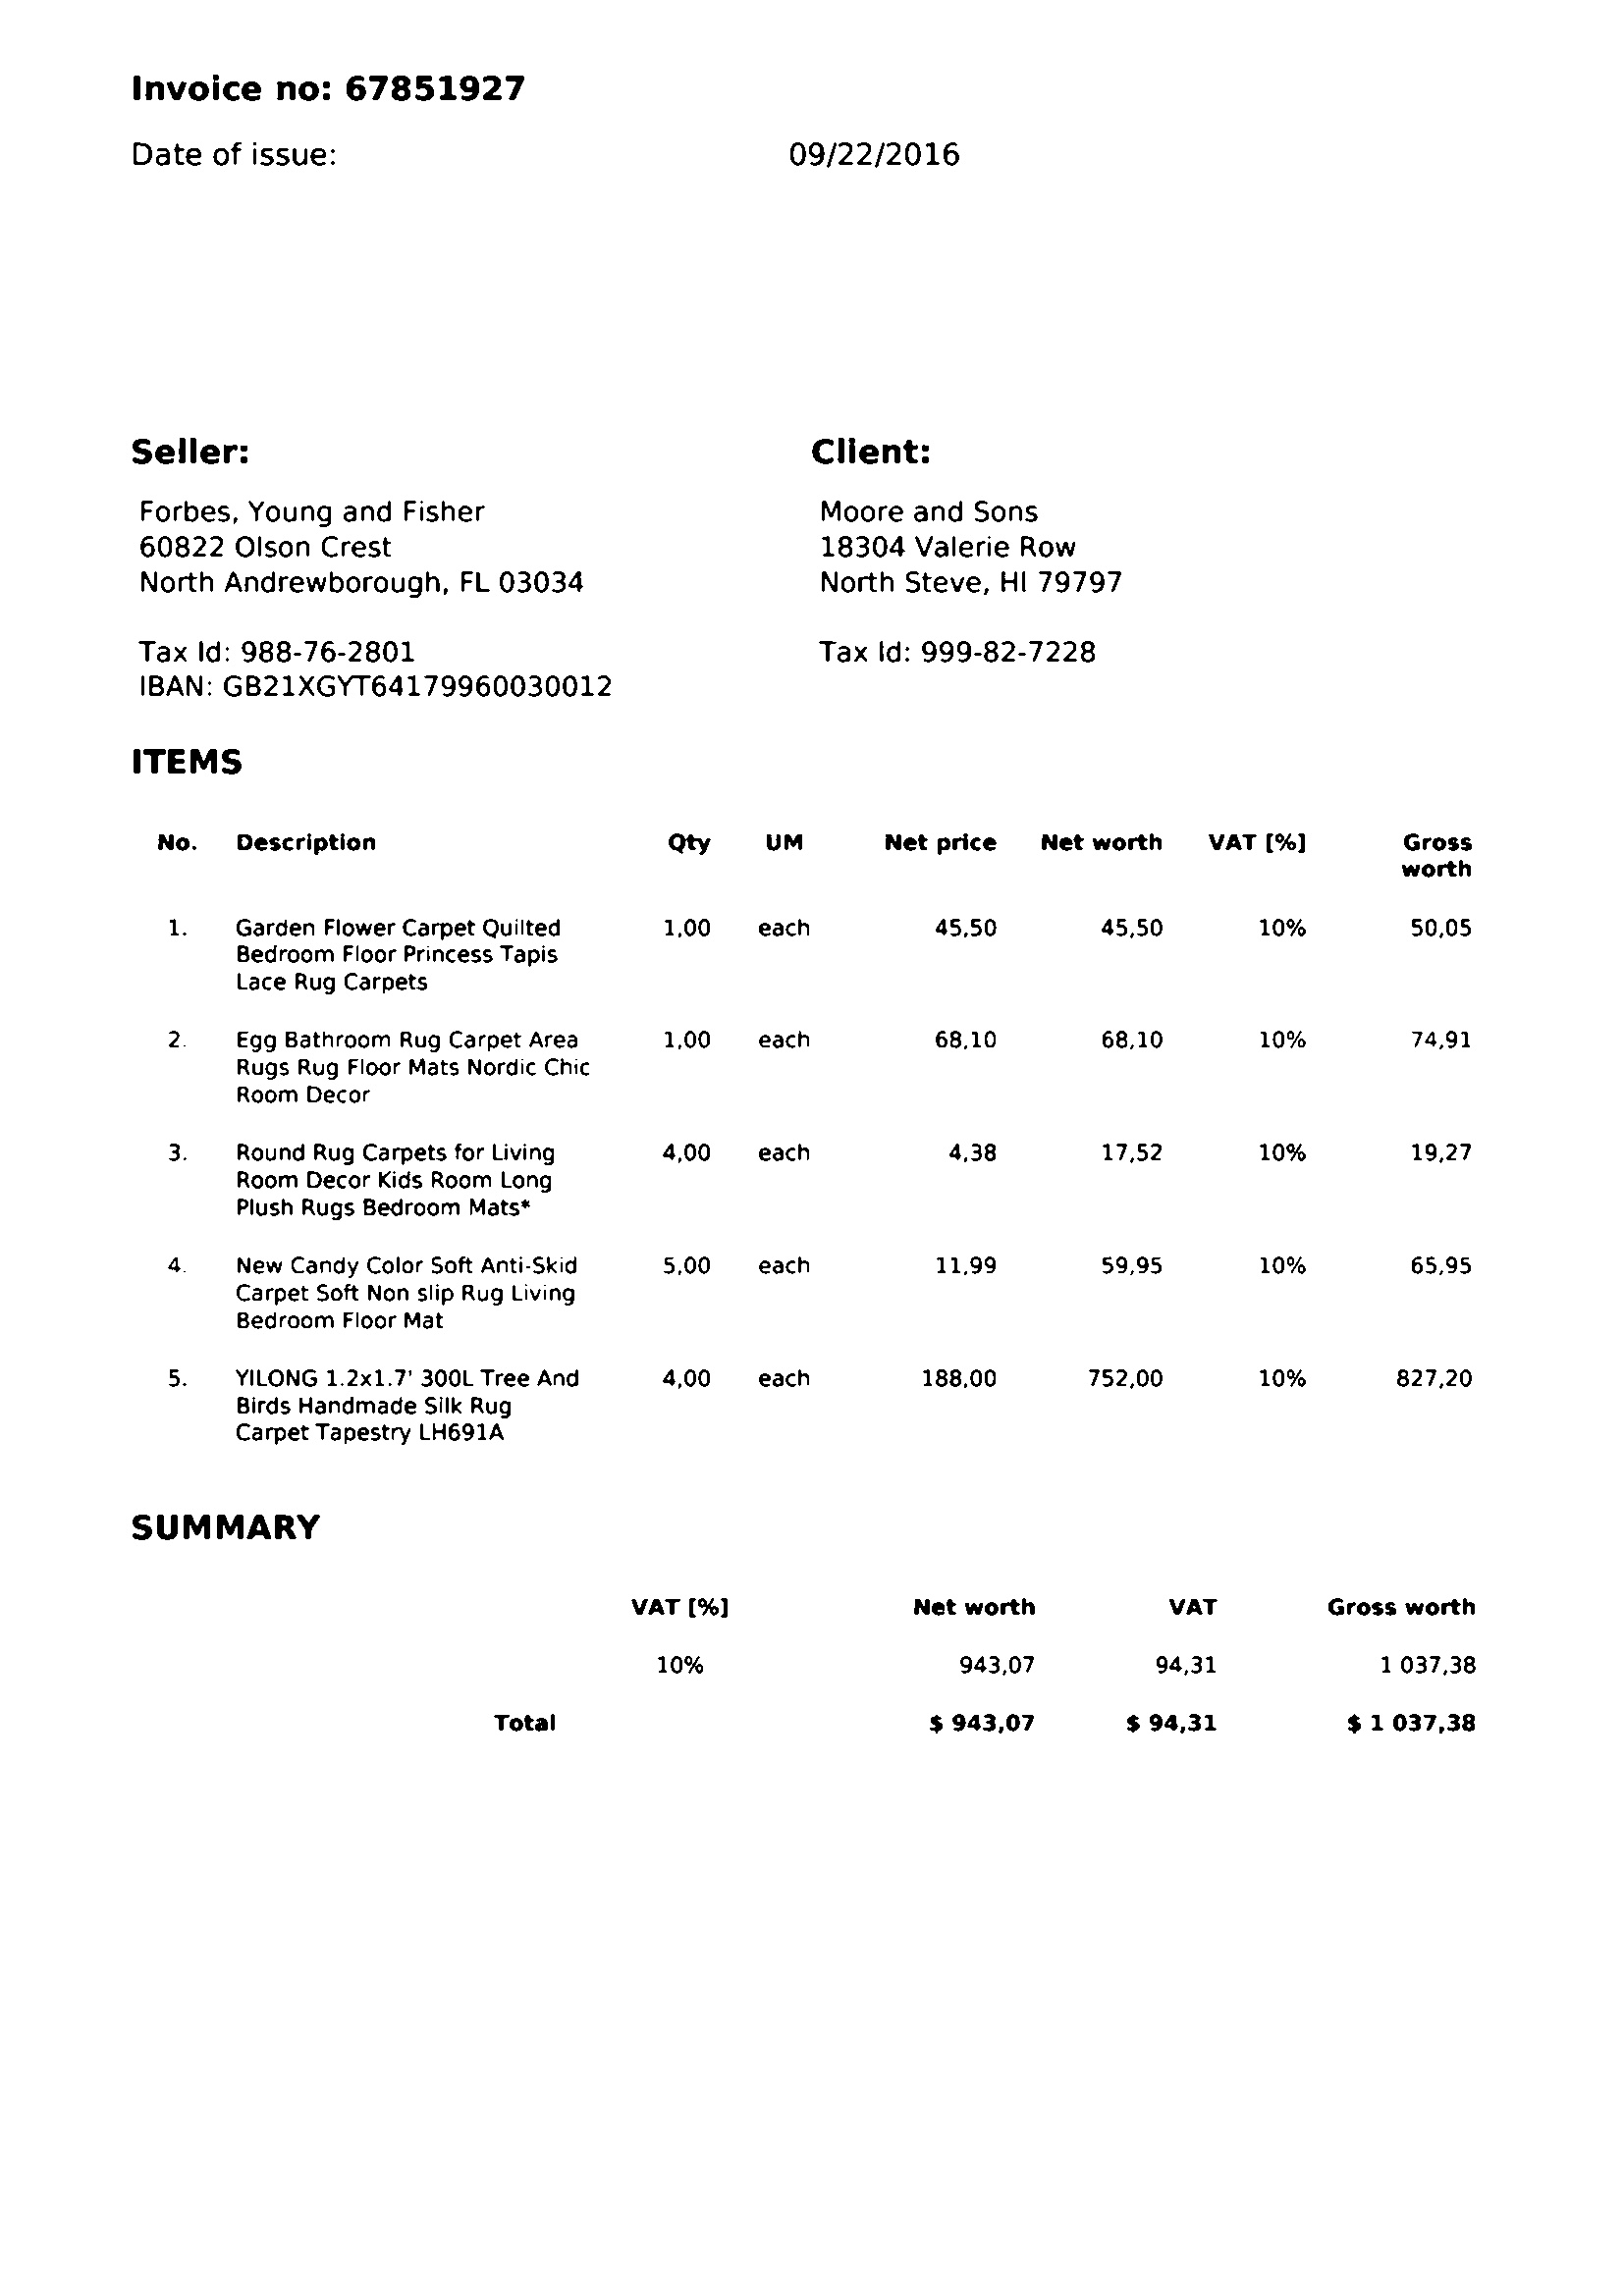 Invoice no: 67851927
Date of issue: 09/22/2016
Seller: Client:
Forbes, Young and Fisher Moore and Sons
60822 Olson Crest 18304 Valerie Row
North Andrewborough, FL 03034 North Steve, HI 79797
Tax Id: 988-76-2801 Tax Id: 999-82-7228
IBAN: GB21XGYT64179960030012
ITEMS
No. Description Qty UM Net price Net worth VAT [%] Gross
worth
1. Garden Flower Carpet Quilted 1,00 each 45,50 45,50 10% 50,05
Bedroom Floor Princess Tapis
Lace Rug Carpets
2. Egg Bathroom Rug Carpet Area 1,00 each 68,10 68,10 10% 74,91
Rugs Rug Floor Mats Nordic Chic
Room Decor
3. Round Rug Carpets for Living 4,00 each 4,38 17,52 10% 19,27
Room Decor Kids Room Long
Plush Rugs Bedroom Mats*
4. New Candy Color Soft Anti-Skid 5,00 each 11,99 59,95 10% 65,95
Carpet Soft Non slip Rug Living
Bedroom Floor Mat
5. YILONG 1.2x1.7' 300L Tree And 4,00 each 188,00 752,00 10% 827,20
Birds Handmade Silk Rug
Carpet Tapestry LH691A
SUMMARY
VAT [%] Net worth VAT Gross worth
10% 943,07 94,31 1 037,38
Total $ 943,07 $ 94,31 $ 1 037,38